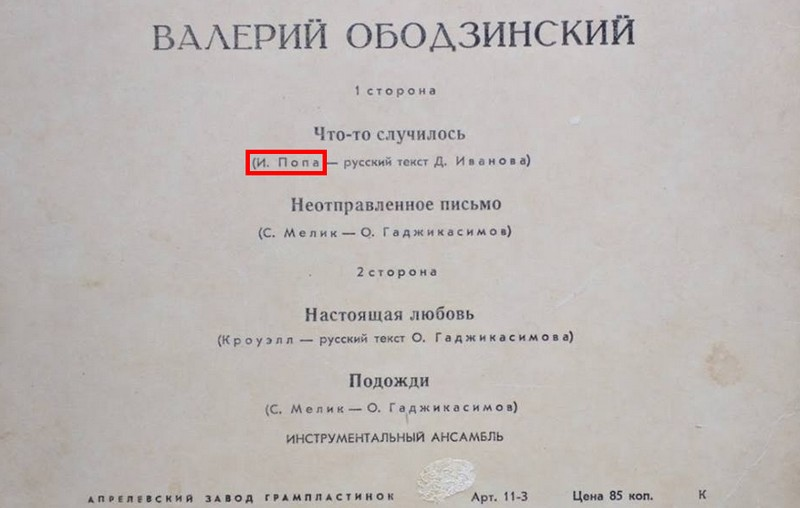 ВАЛЕРИЙ ОБОДЗИНСКИЙ
1 сторона
Что-то случилось
(И. Попа — русский текст Д. Иванова)
Неотправленное письмо
(С. Мелик — О. Гаджикасимов)
2 сторона
Настоящая любовь
(Кроуэлл — русский текст О. Гаджикасимова)
Подожди
(С. Мелик — О. Гаджикасимов)
ИНСТРУМЕНТАЛЬНЫЙ АНСАМБЛЬ
АПРЕЛЕВСКИЙ ЗАВОД ГРАМПЛАСТИНОК Арт. 11-3 Цена 85 коп. К